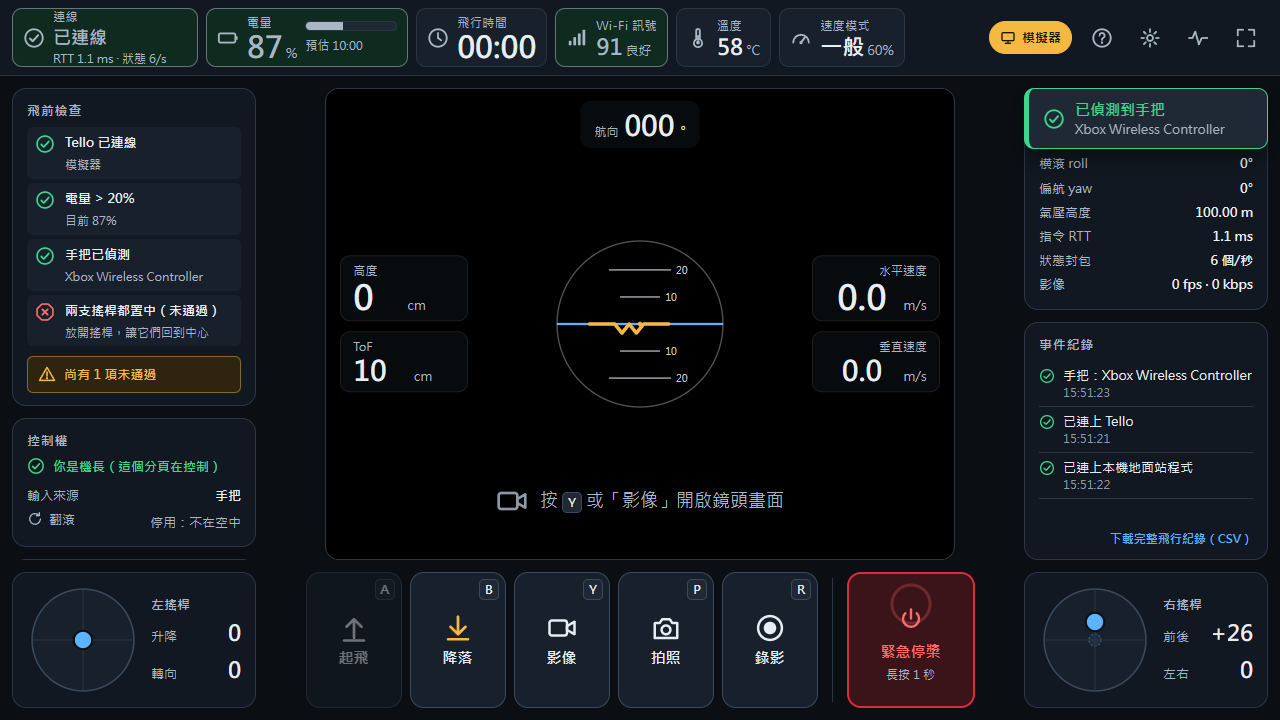 連線
已連線
RTT 1.1 ms · 狀態 6/s
電量
87 %
預估 10:00
飛行時間
00:00
Wi-Fi 訊號
91 良好
溫度
58 °C
速度模式
一般 60%
模擬器
飛前檢查
Tello 已連線
模擬器
電量 > 20%
目前 87%
手把已偵測
Xbox Wireless Controller
兩支搖桿都置中（未通過）
放開搖桿，讓它們回到中心
尚有 1 項未通過
控制權
你是機長（這個分頁在控制）
輸入來源 手把
翻滾 停用：不在空中
航向 000 °
高度
0 cm
ToF
10 cm
20
10
10
20
水平速度
0.0 m/s
垂直速度
0.0 m/s
按 Y 或「影像」開啟鏡頭畫面
已偵測到手把
Xbox Wireless Controller
橫滾 roll 0°
偏航 yaw 0°
氣壓高度 100.00 m
指令 RTT 1.1 ms
狀態封包 6 個/秒
影像 0 fps · 0 kbps
事件紀錄
手把：Xbox Wireless Controller
15:51:23
已連上 Tello
15:51:21
已連上本機地面站程式
15:51:22
下載完整飛行紀錄（CSV）
左搖桿
升降 0
轉向 0
A
起飛
B
降落
Y
影像
P
拍照
R
錄影
緊急停槳
長按 1 秒
右搖桿
前後 +26
左右 0